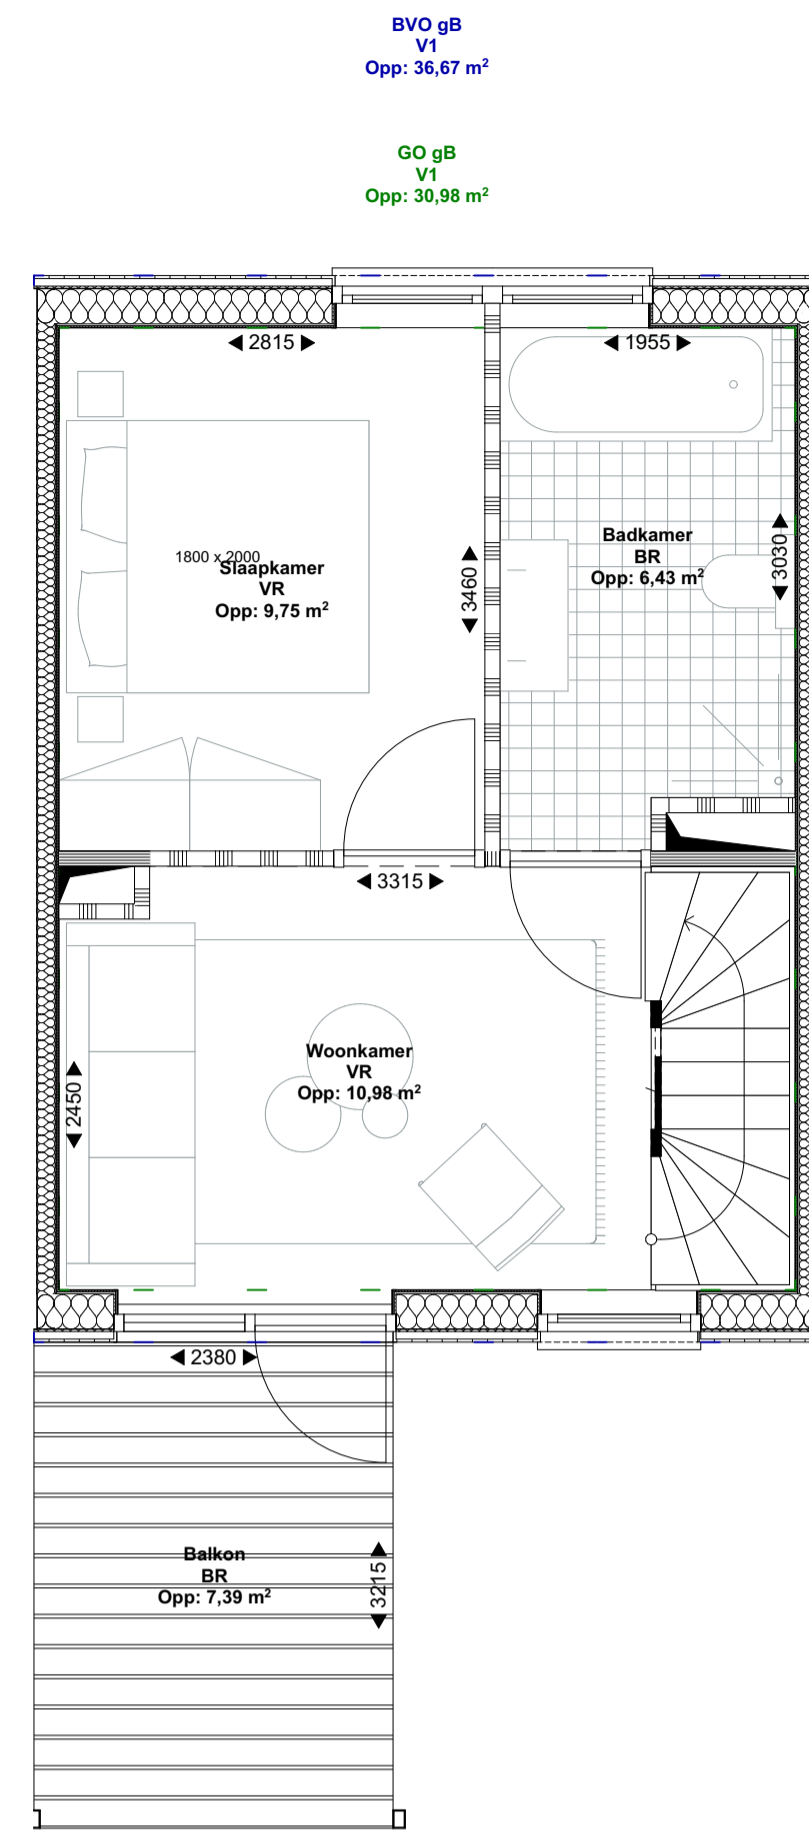 BVO gB
V1
Opp: 36,67 m²
GO gB
V1
Opp: 30,98 m²
2815
1955
1800 x 2000
Slaapkamer
VR
Opp: 9,75 m²
3460
Badkamer
BR
Opp: 6,43 m²
3030
3315
Woonkamer
VR
Opp: 10,98 m²
2450
2380
Balkon
BR
Opp: 7,39 m²
3215